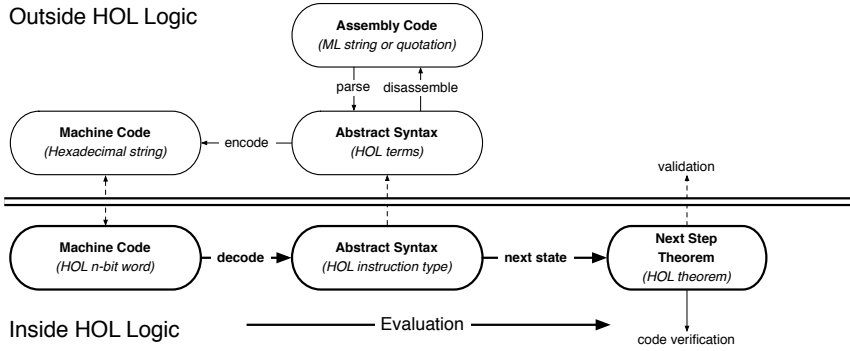 Outside HOL Logic
Assembly Code
(ML string or quotation)
parse
disassemble
Machine Code
(Hexadecimal string)
encode
Abstract Syntax
(HOL terms)
validation
Machine Code
(HOL n-bit word)
decode
Abstract Syntax
(HOL instruction type)
next state
Next Step
Theorem
(HOL theorem)
Inside HOL Logic
Evaluation
code verification